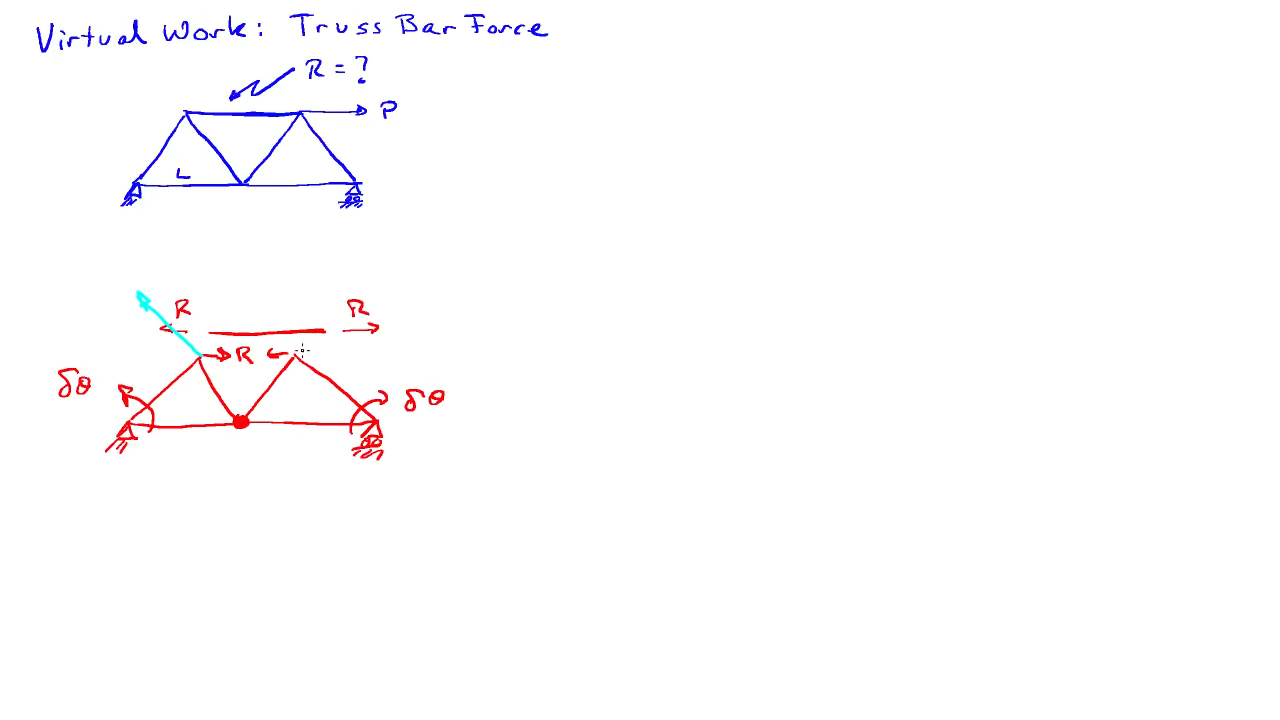 Virtual Work: Truss Bar Force
R = ?
P
L
R R
R
δθ δθ